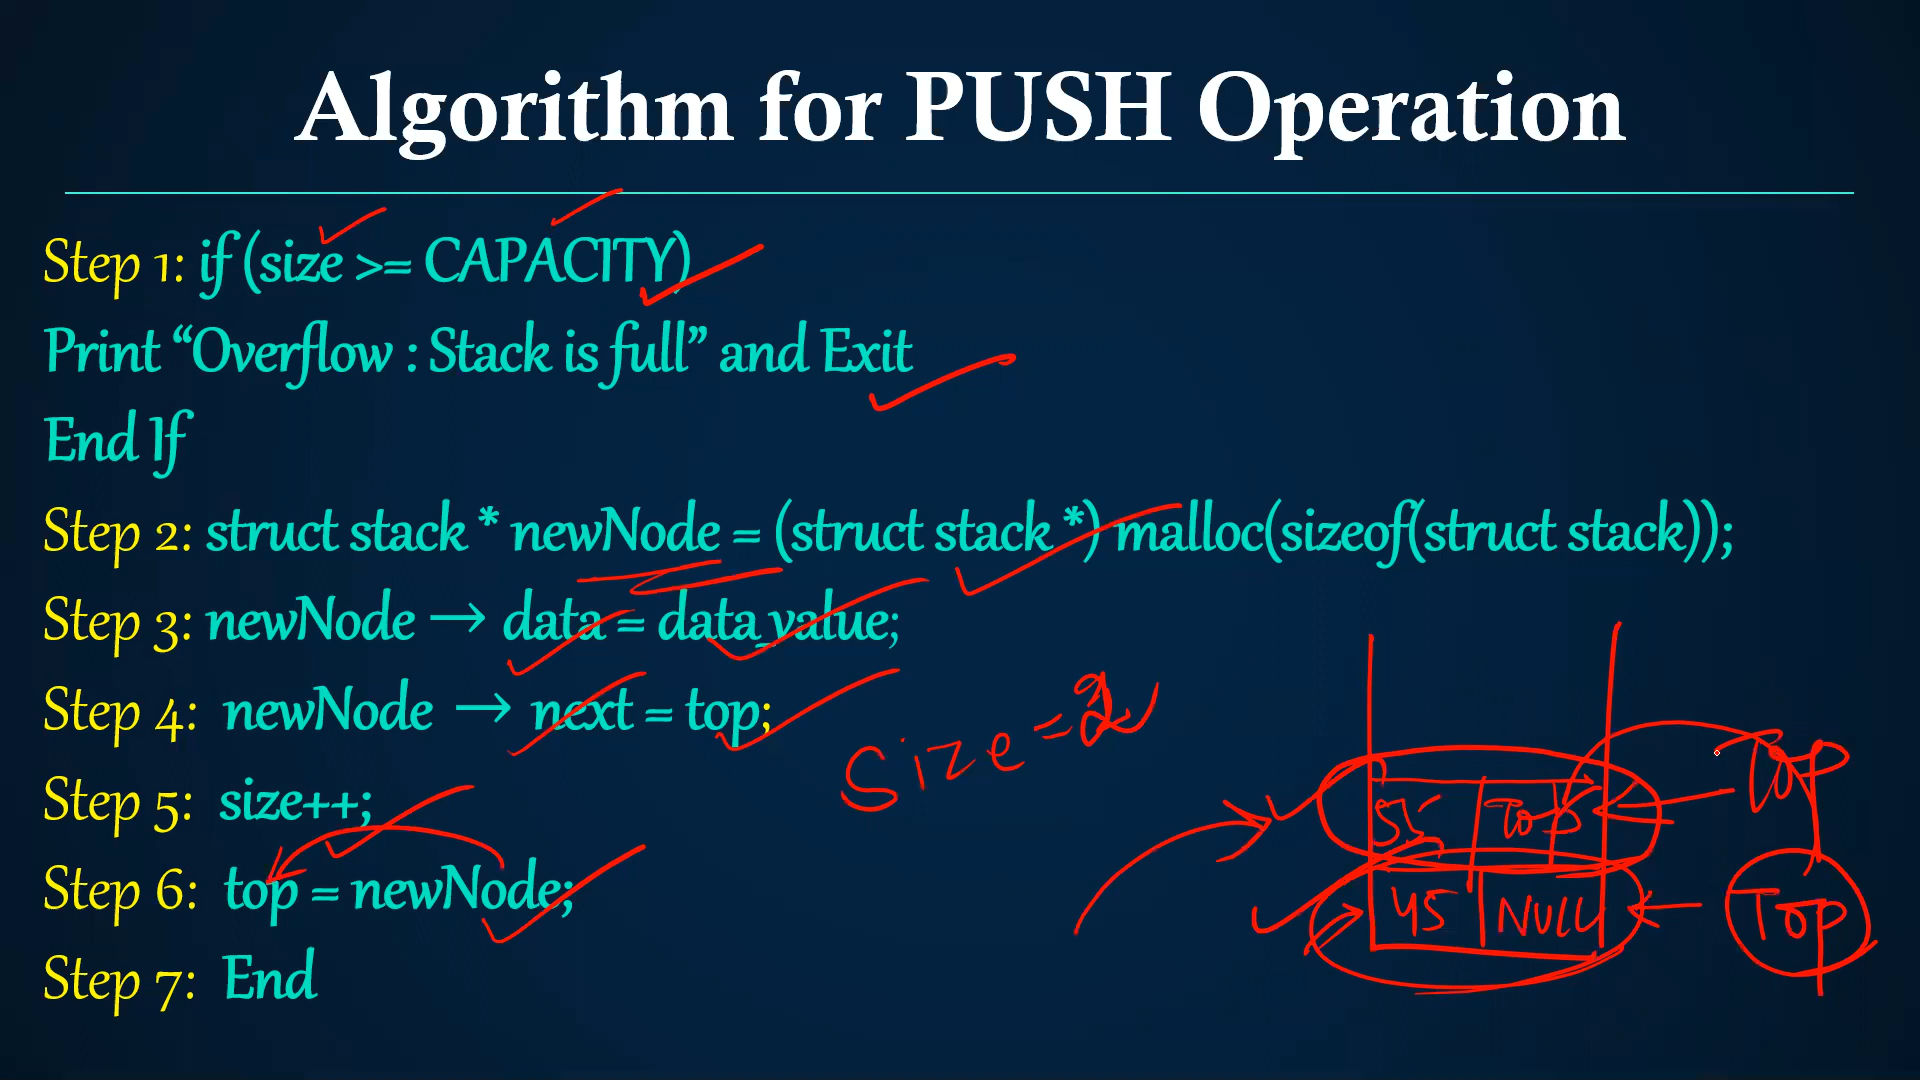 Algorithm for PUSH Operation
Step 1: if (size >= CAPACITY)
Print “Overflow : Stack is full” and Exit
End If
Step 2: struct stack * newNode = (struct stack *) malloc(sizeof(struct stack));
Step 3: newNode → data = data_value;
Step 4: newNode → next = top;
Step 5: size++;
Step 6: top = newNode;
Step 7: End
Size = 2
Top
55 Top
45 NULL
Top